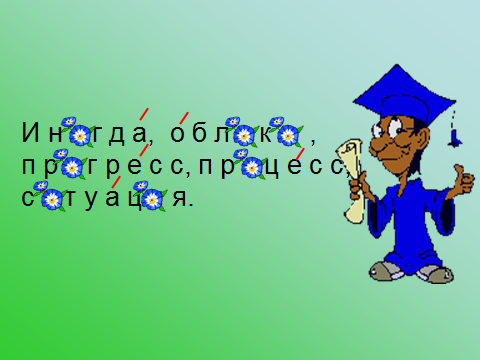 И н г д а, о б л к ,
п р г р е с с, п р ц е с с,
с т у а ц я.